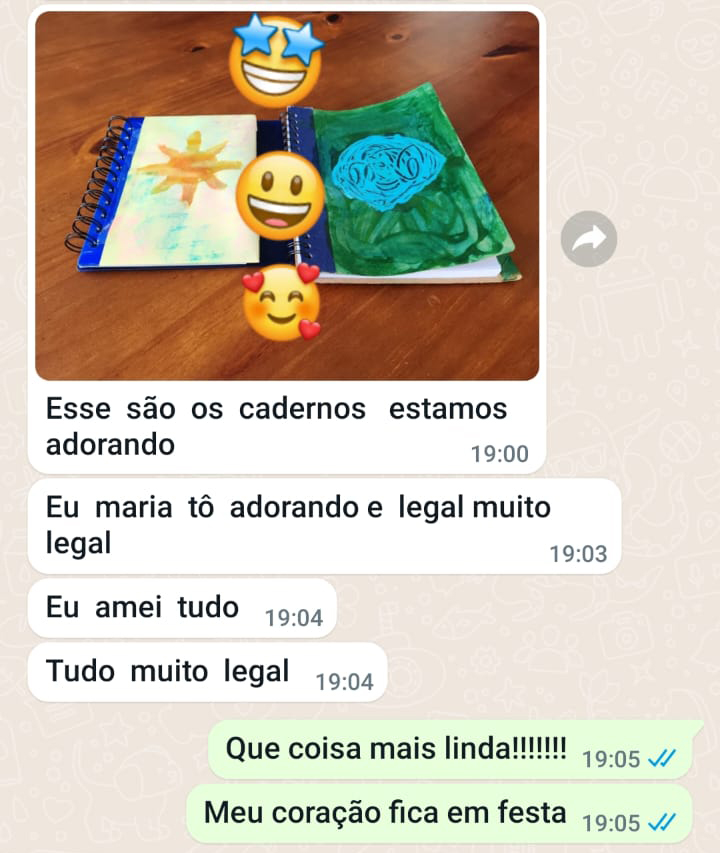 Esse são os cadernos estamos
adorando
19:00
Eu maria tô adorando e legal muito
legal
19:03
Eu amei tudo 19:04
Tudo muito legal 19:04
Que coisa mais linda!!!!!!! 19:05
Meu coração fica em festa 19:05